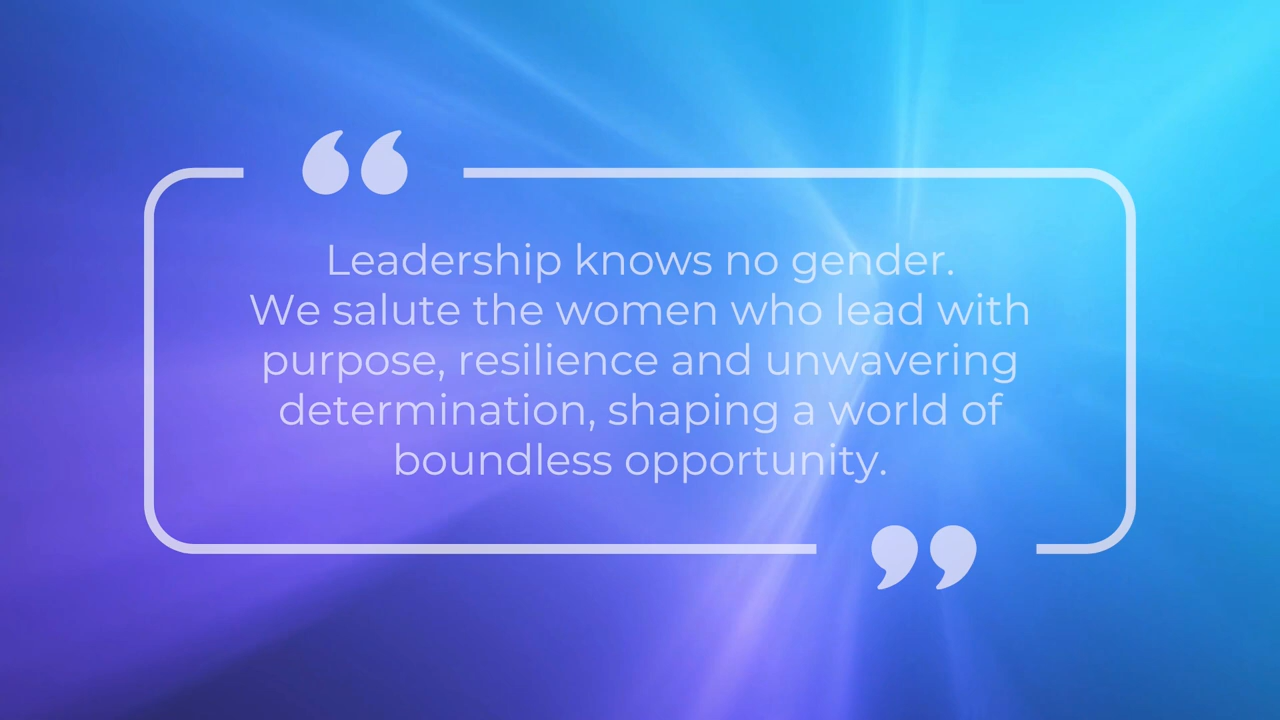 “
Leadership knows no gender.
We salute the women who lead with
purpose, resilience and unwavering
determination, shaping a world of
boundless opportunity.
”